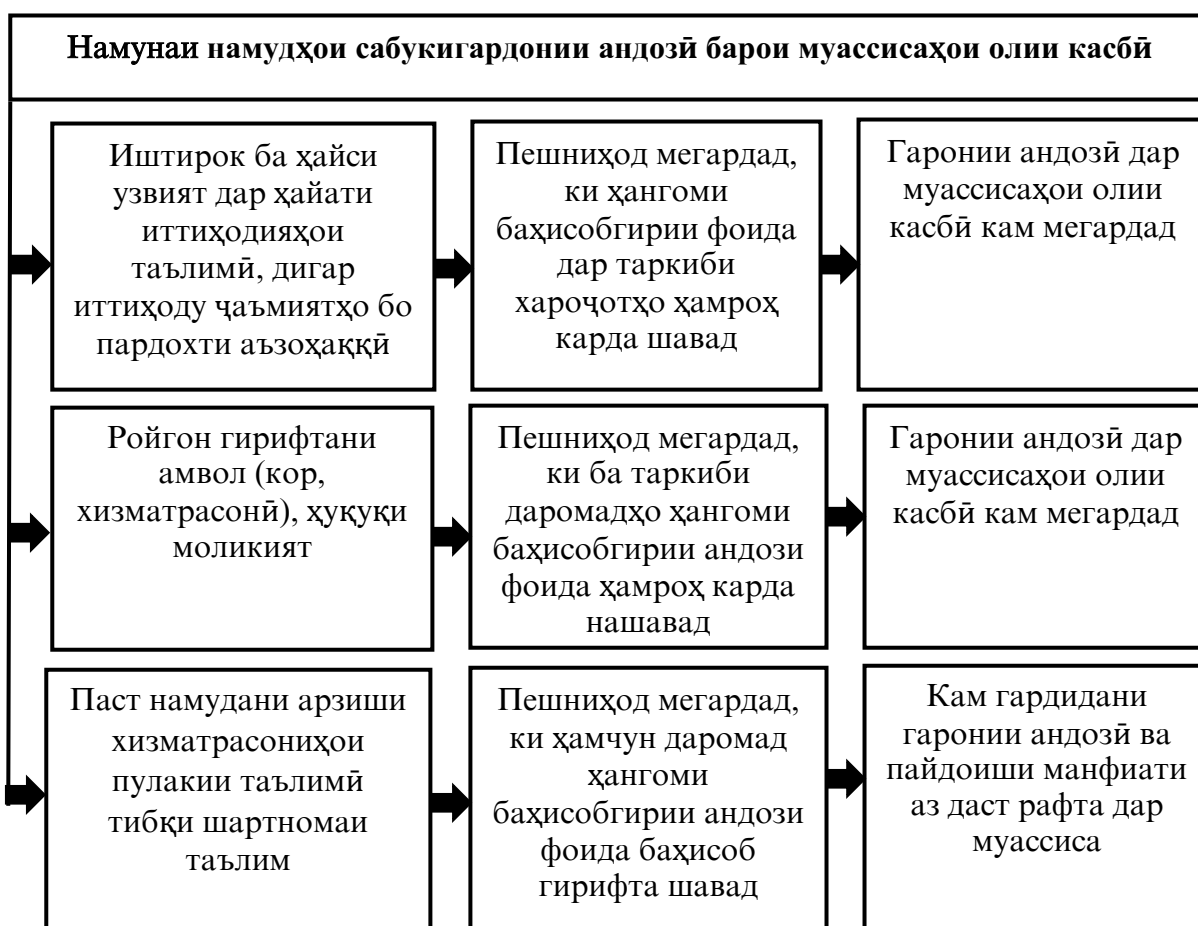 Намунаи намудҳои сабукигардонии андозӣ барои муассисаҳои олии касбӣ
Иштирок ба ҳайси
узвият дар ҳайати
иттиҳодияҳои
таълимӣ, дигар
иттиҳоду ҷаъмиятҳо бо
пардохти аъзоҳаққӣ
Пешниҳод мегардад,
ки ҳангоми
баҳисобгирии фоида
дар таркиби
хароҷотҳо ҳамроҳ
карда шавад
Гаронии андозӣ дар
муассисаҳои олии
касбӣ кам мегардад
Ройгон гирифтани
амвол (кор,
хизматрасонӣ), ҳуқуқи
моликият
Пешниҳод мегардад,
ки ба таркиби
даромадҳо ҳангоми
баҳисобгирии андози
фоида ҳамроҳ карда
нашавад
Гаронии андозӣ дар
муассисаҳои олии
касбӣ кам мегардад
Паст намудани арзиши
хизматрасониҳои
пулакии таълимӣ
тибқи шартномаи
таълим
Пешниҳод мегардад,
ки ҳамчун даромад
ҳангоми
баҳисобгирии андози
фоида баҳисоб
гирифта шавад
Кам гардидани
гаронии андозӣ ва
пайдоиши манфиати
аз даст рафта дар
муассиса